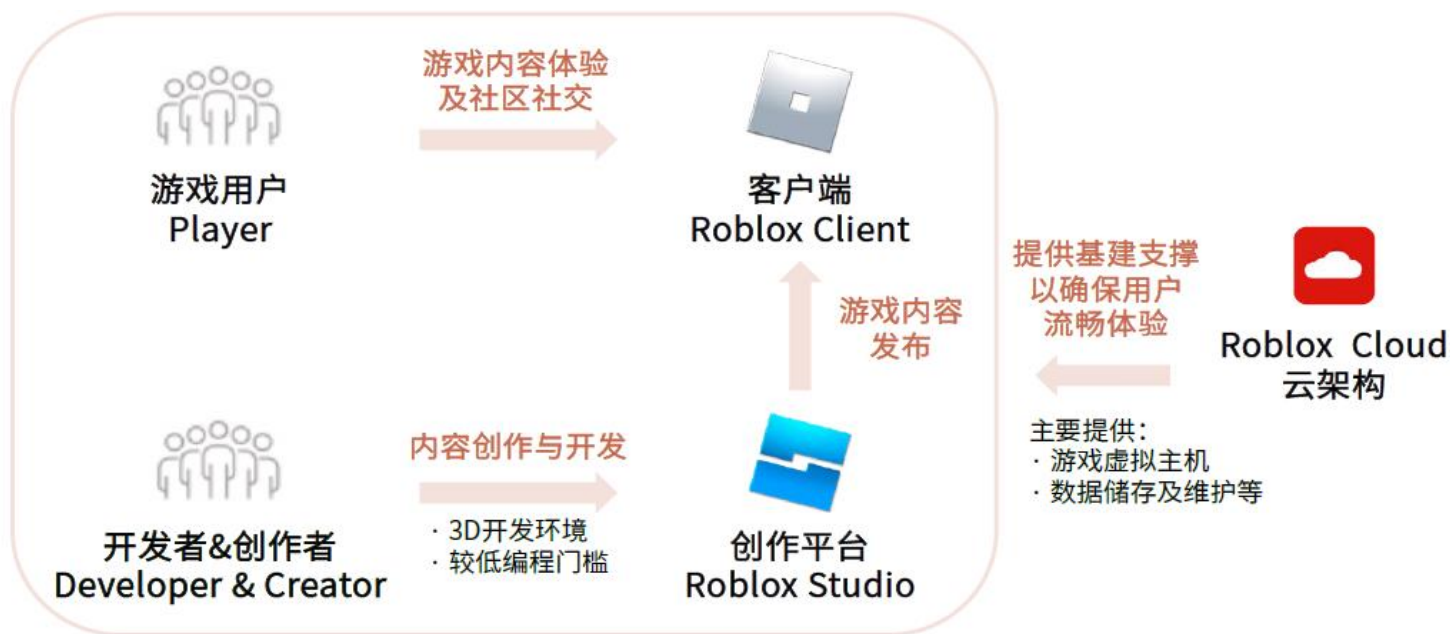 游戏内容体验
及社区社交
游戏用户
Player
客户端
Roblox Client
提供基建支撑
以确保用户
流畅体验
Roblox Cloud
云架构
主要提供：
· 游戏虚拟主机
· 数据储存及维护等
游戏内容
发布
内容创作与开发
· 3D开发环境
· 较低编程门槛
开发者&创作者
Developer & Creator
创作平台
Roblox Studio